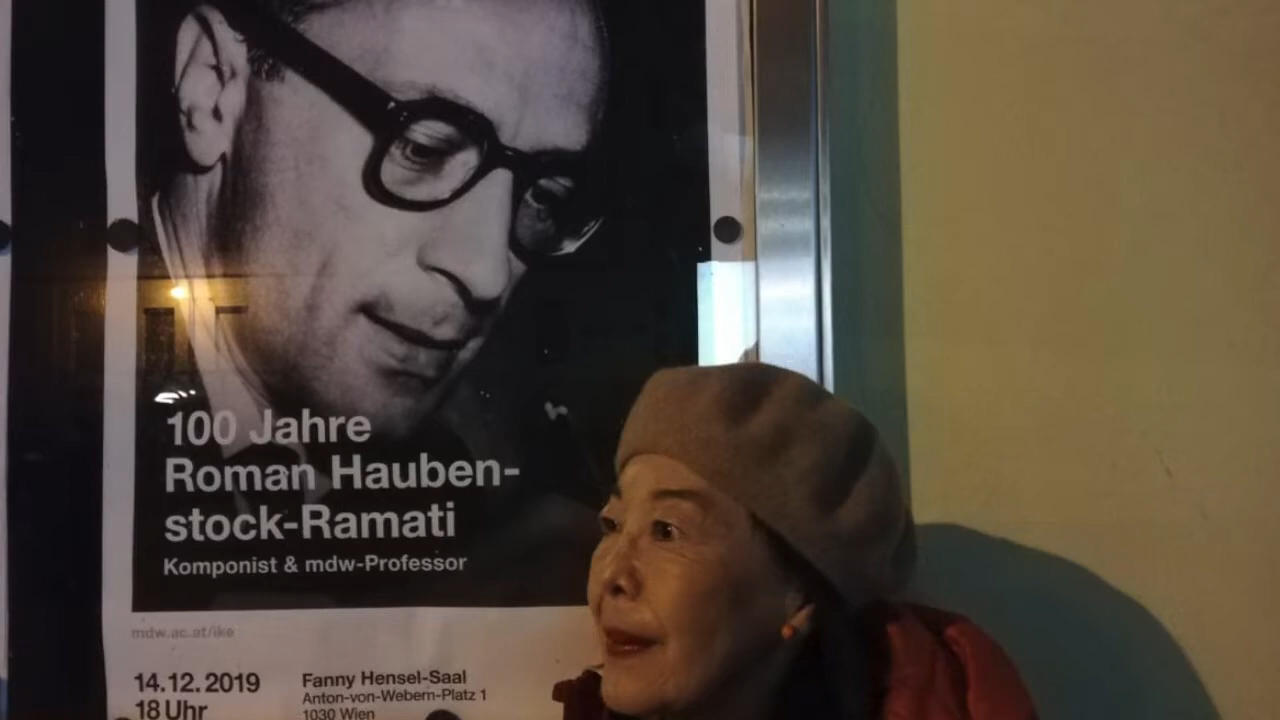 100 Jahre
Roman Hauben-
stock-Ramati
Komponist & mdw-Professor
mdw.ac.at/ike
14.12.2019
18 Uhr
Fanny Hensel-Saal
Anton-von-Webern-Platz 1
1030 Wien